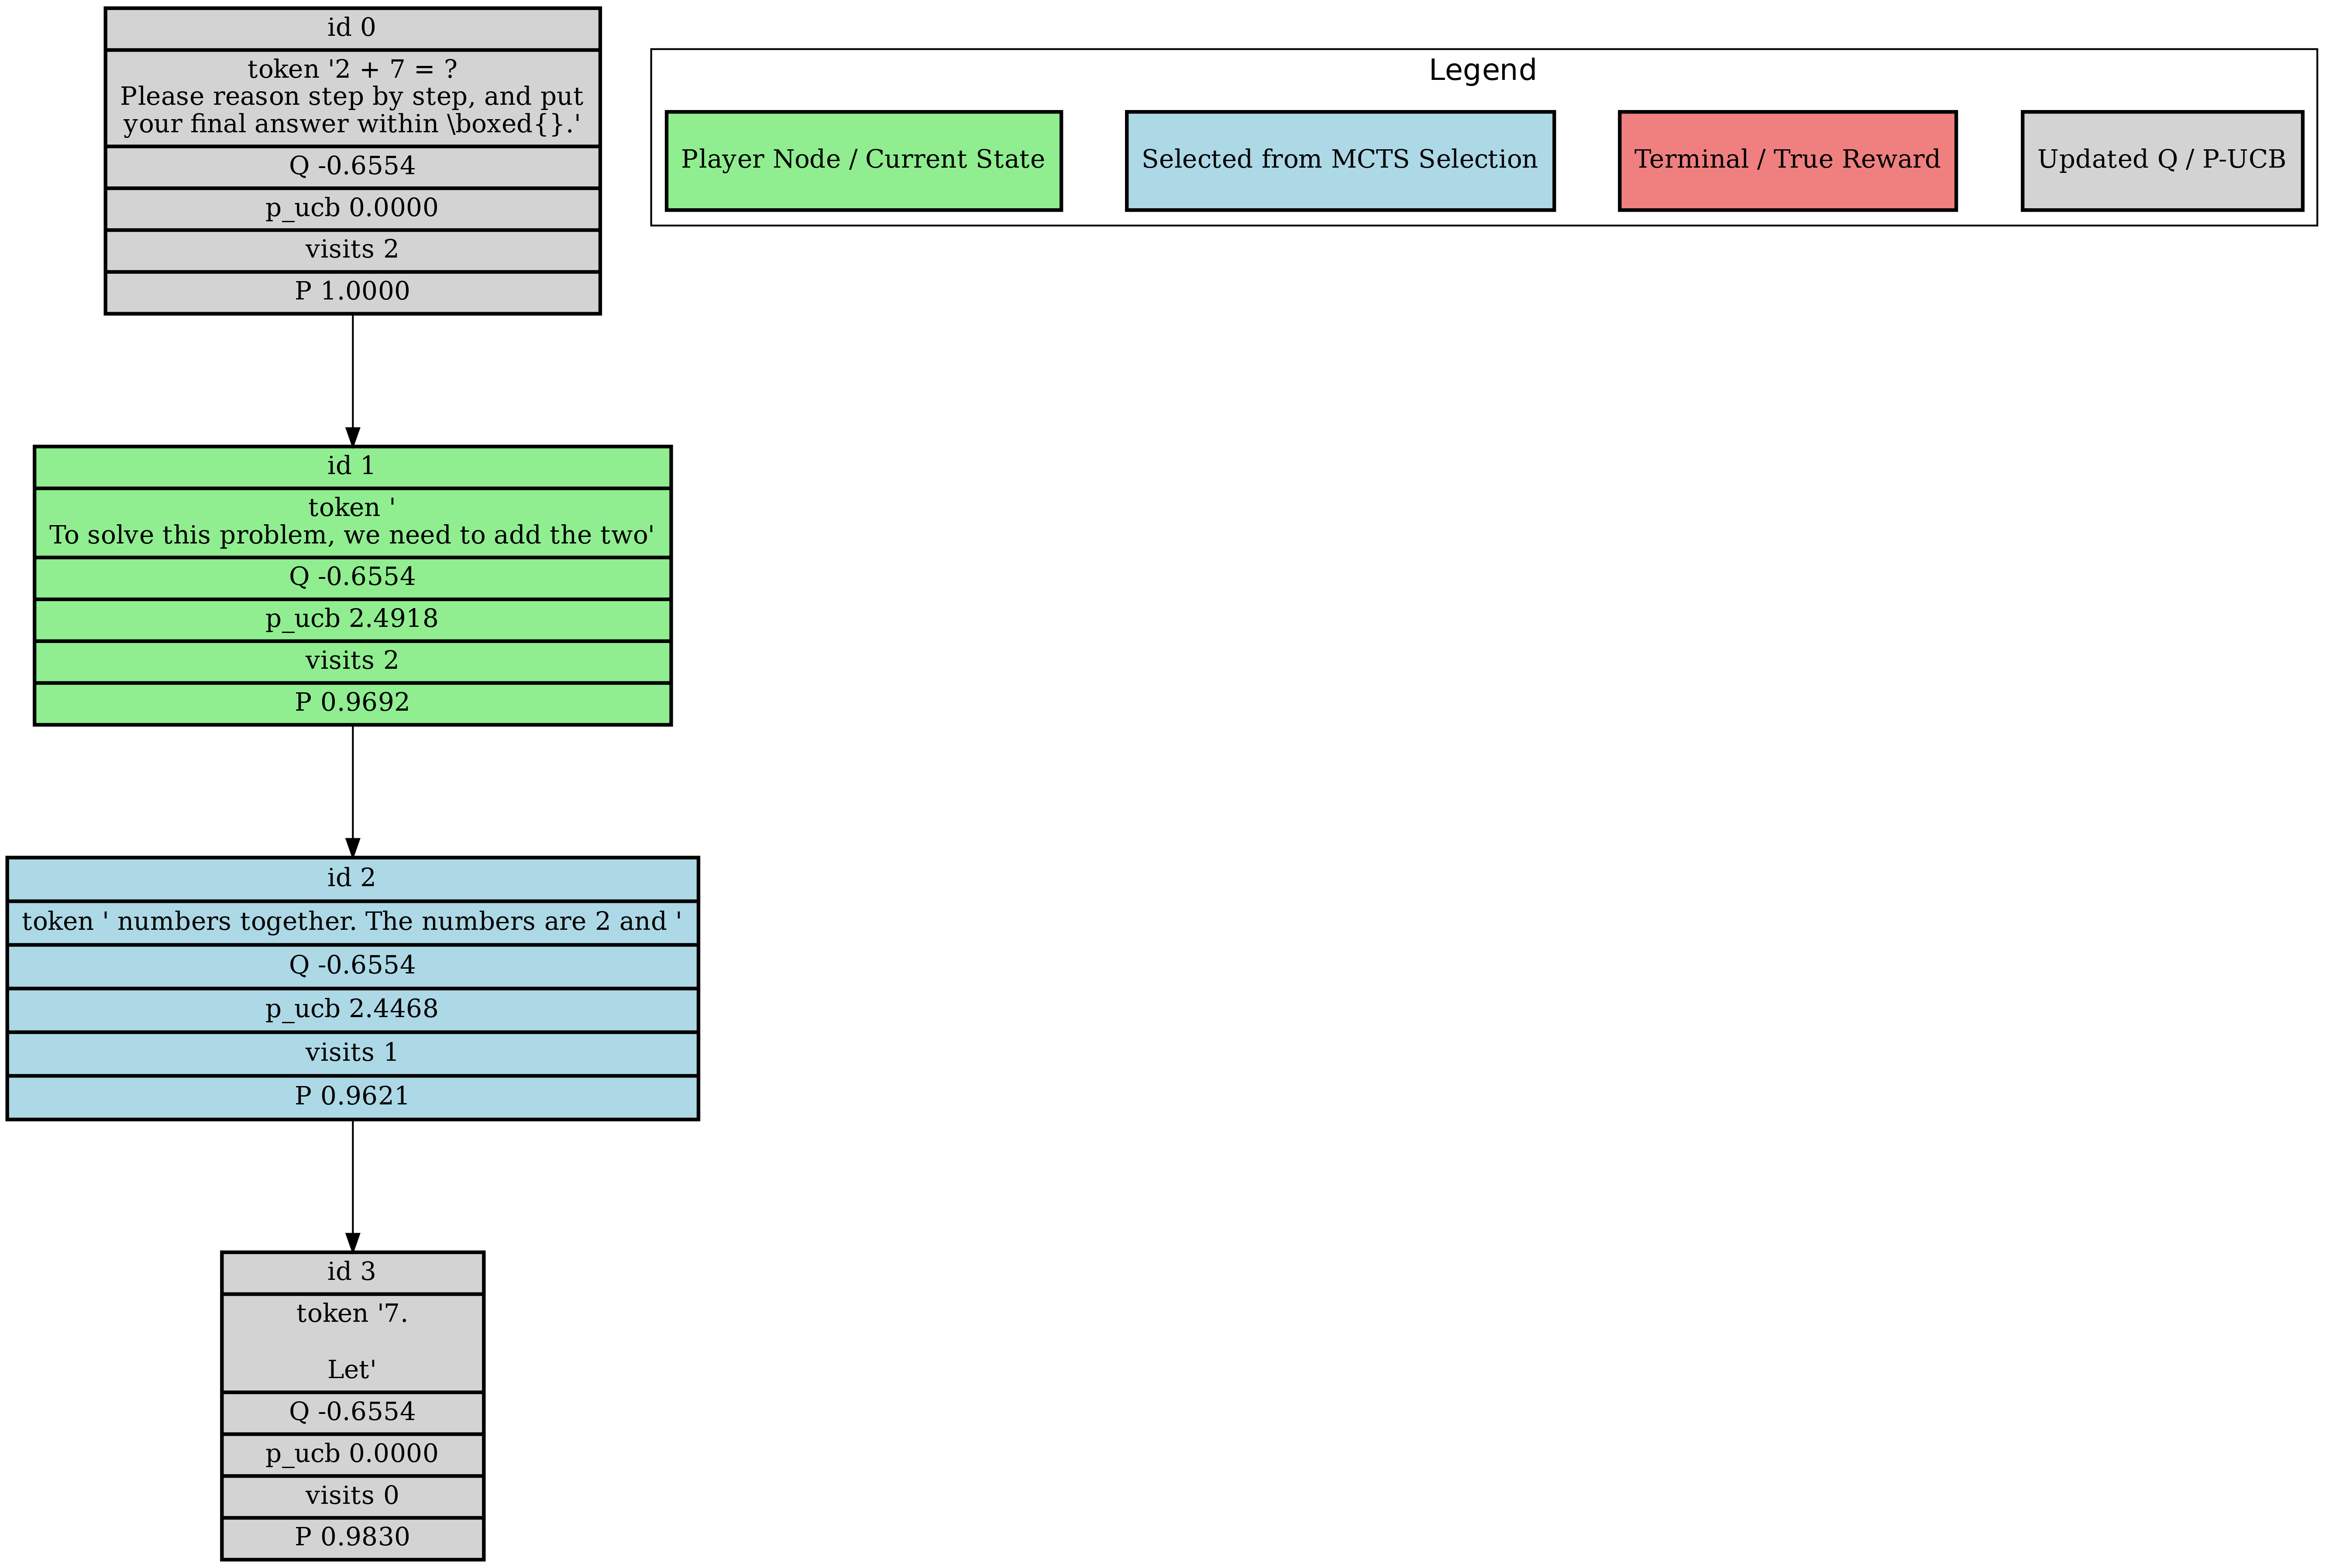 id 0
token '2 + 7 = ?
Please reason step by step, and put
your final answer within \boxed{}.'
Q -0.6554
p_ucb 0.0000
visits 2
P 1.0000
Legend
Player Node / Current State
Selected from MCTS Selection
Terminal / True Reward
Updated Q / P-UCB
id 1
token '
To solve this problem, we need to add the two'
Q -0.6554
p_ucb 2.4918
visits 2
P 0.9692
id 2
token ' numbers together. The numbers are 2 and '
Q -0.6554
p_ucb 2.4468
visits 1
P 0.9621
id 3
token '7.
Let'
Q -0.6554
p_ucb 0.0000
visits 0
P 0.9830